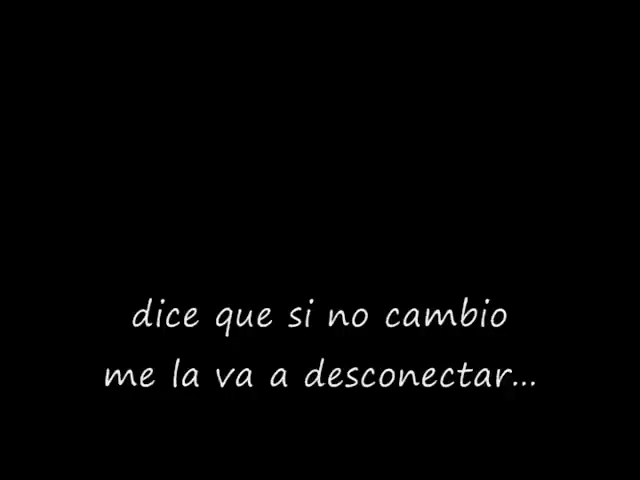 dice que si no cambio
me la va a desconectar...